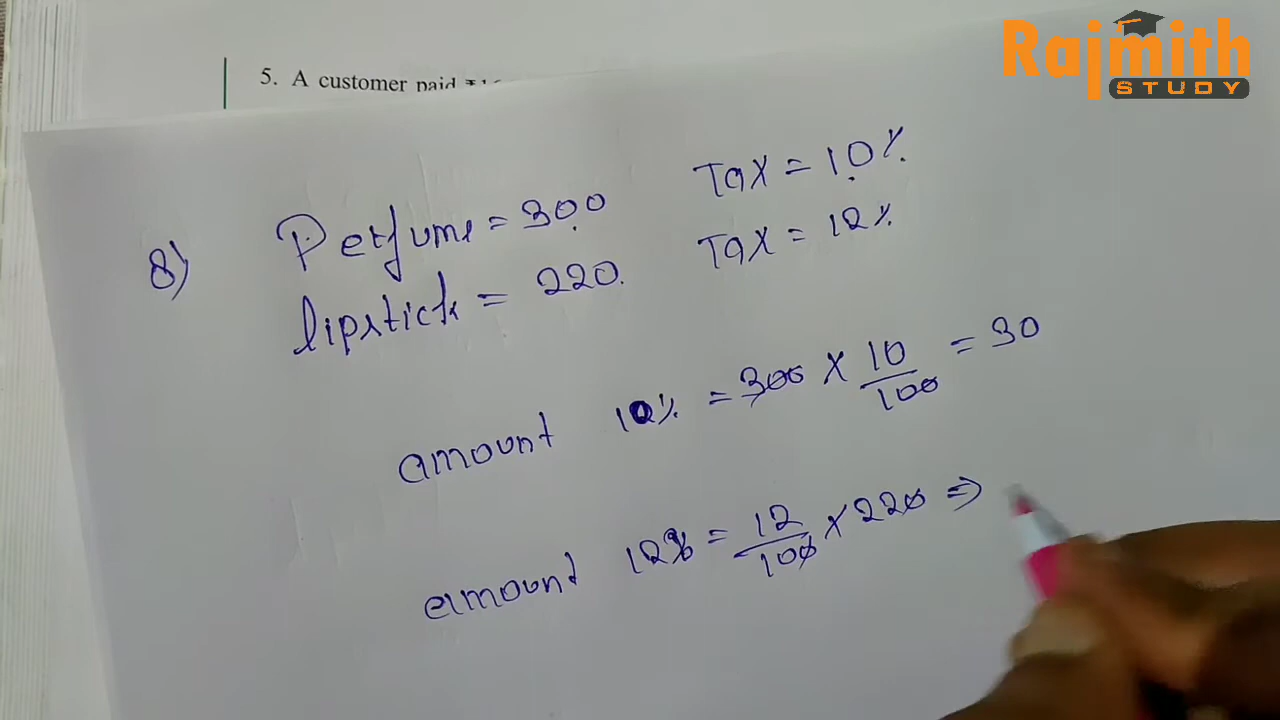 Rajmith
STUDY
5. A customer paid
8)
Perfume = 300 Tax = 10%
lipstick = 220. Tax = 12%
amount 10% = 300 × 10/100 = 30
amount 12% = 12/100 × 220 ⇒